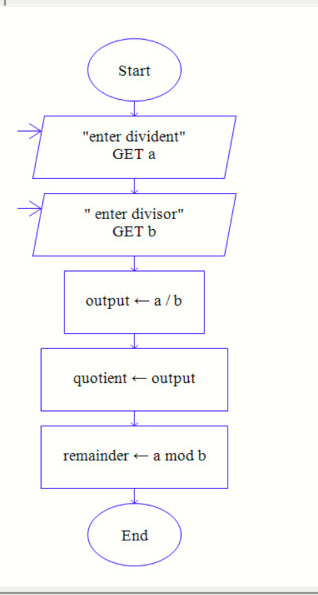 Start
"enter divident"
GET a
" enter divisor"
GET b
output ← a / b
quotient ← output
remainder ← a mod b
End